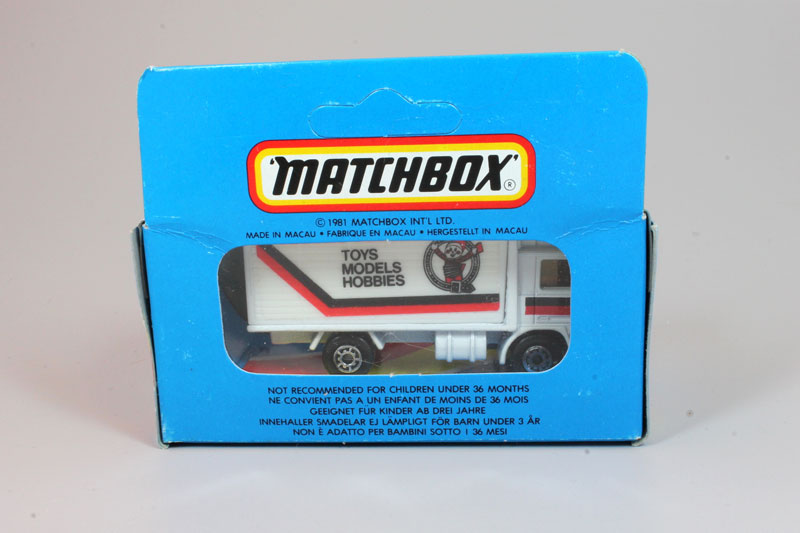 'MATCHBOX'®
© 1981 MATCHBOX INT'L LTD.
MADE IN MACAU • FABRIQUE EN MACAU • HERGESTELLT IN MACAU
TOYS
MODELS
HOBBIES
NOT RECOMMENDED FOR CHILDREN UNDER 36 MONTHS
NE CONVIENT PAS A UN ENFANT DE MOINS DE 36 MOIS
GEEIGNET FÜR KINDER AB DREI JAHRE
INNEHALLER SMADELAR EJ LÄMPLIGT FÖR BARN UNDER 3 ÅR
NON È ADATTO PER BAMBINI SOTTO I 36 MESI